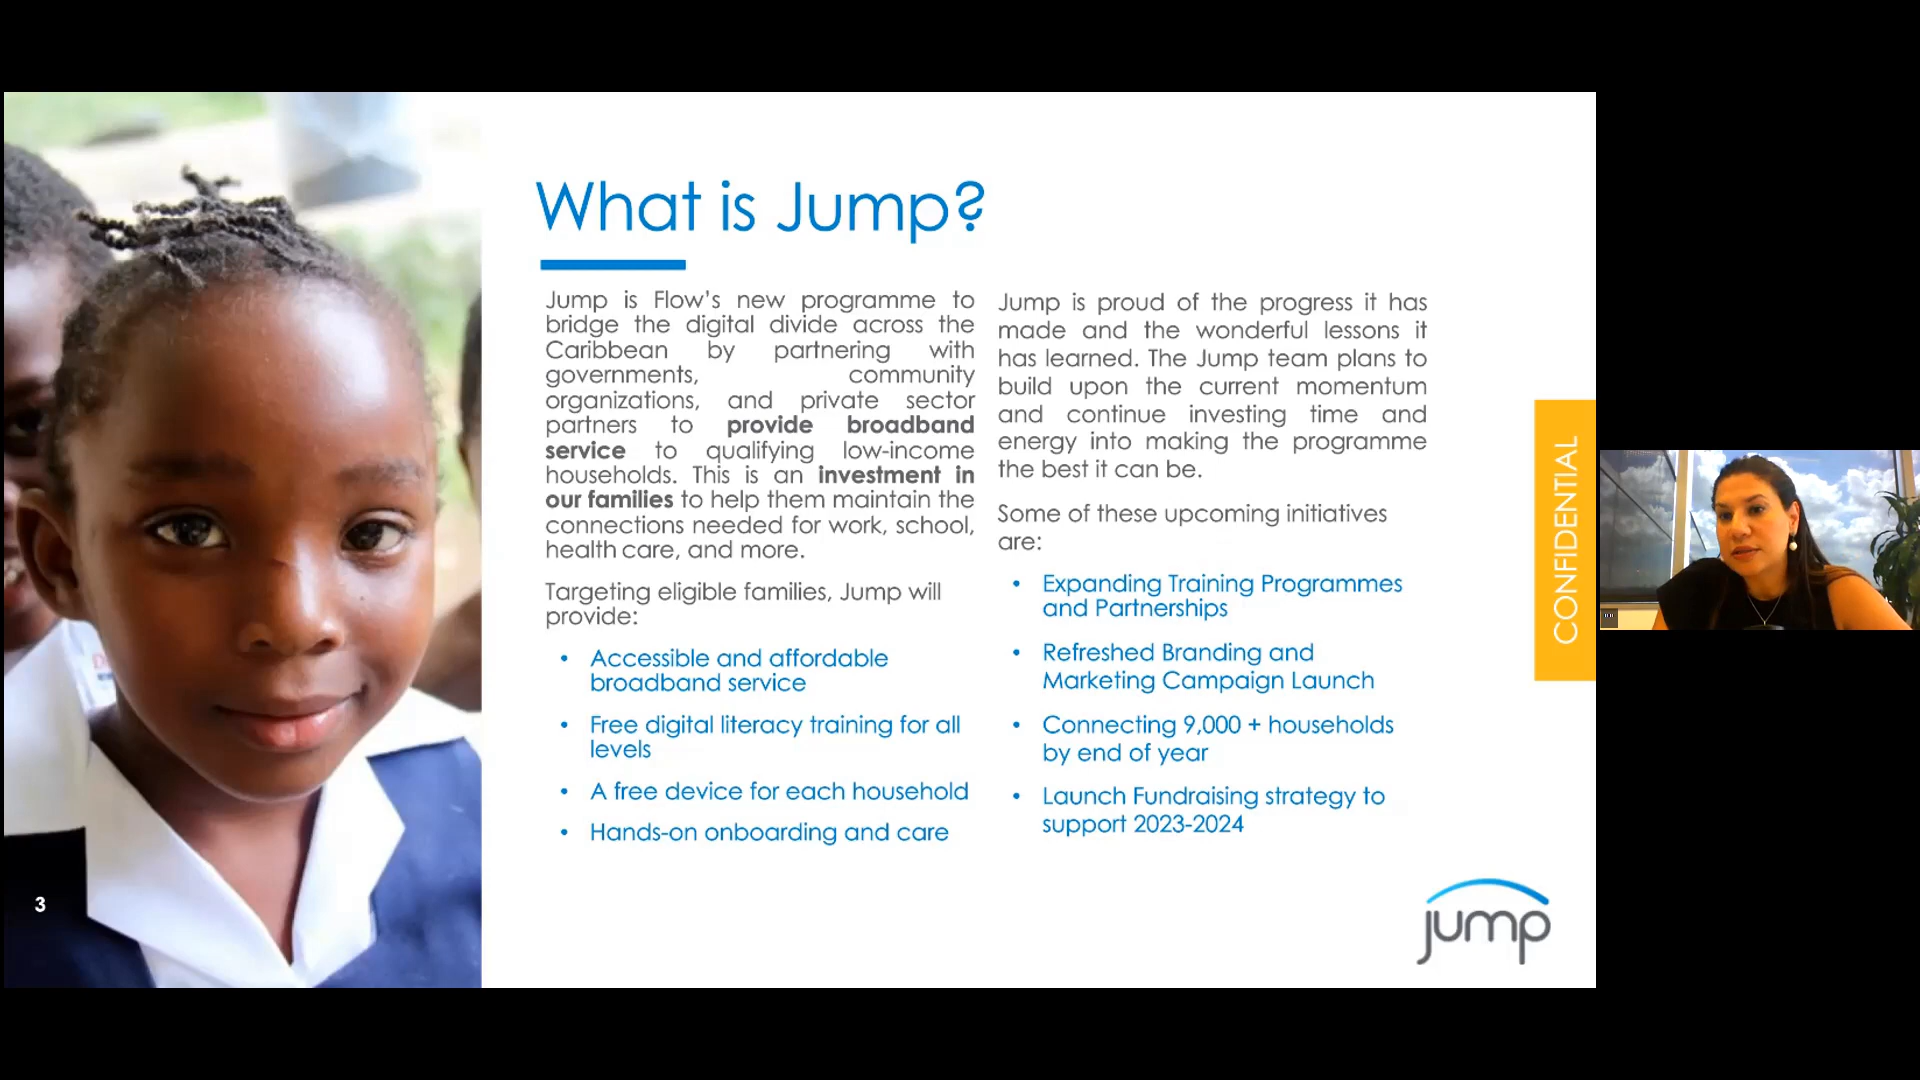 What is Jump?
Jump is Flow's new programme to
bridge the digital divide across the
Caribbean by partnering with
governments, community
organizations, and private sector
partners to provide broadband
service to qualifying low-income
households. This is an investment in
our families to help them maintain the
connections needed for work, school,
health care, and more.
Targeting eligible families, Jump will
provide:
• Accessible and affordable
broadband service
• Free digital literacy training for all
levels
• A free device for each household
• Hands-on onboarding and care
Jump is proud of the progress it has
made and the wonderful lessons it
has learned. The Jump team plans to
build upon the current momentum
and continue investing time and
energy into making the programme
the best it can be.
Some of these upcoming initiatives
are:
• Expanding Training Programmes
and Partnerships
• Refreshed Branding and
Marketing Campaign Launch
• Connecting 9,000 + households
by end of year
• Launch Fundraising strategy to
support 2023-2024
CONFIDENTIAL
3
jump